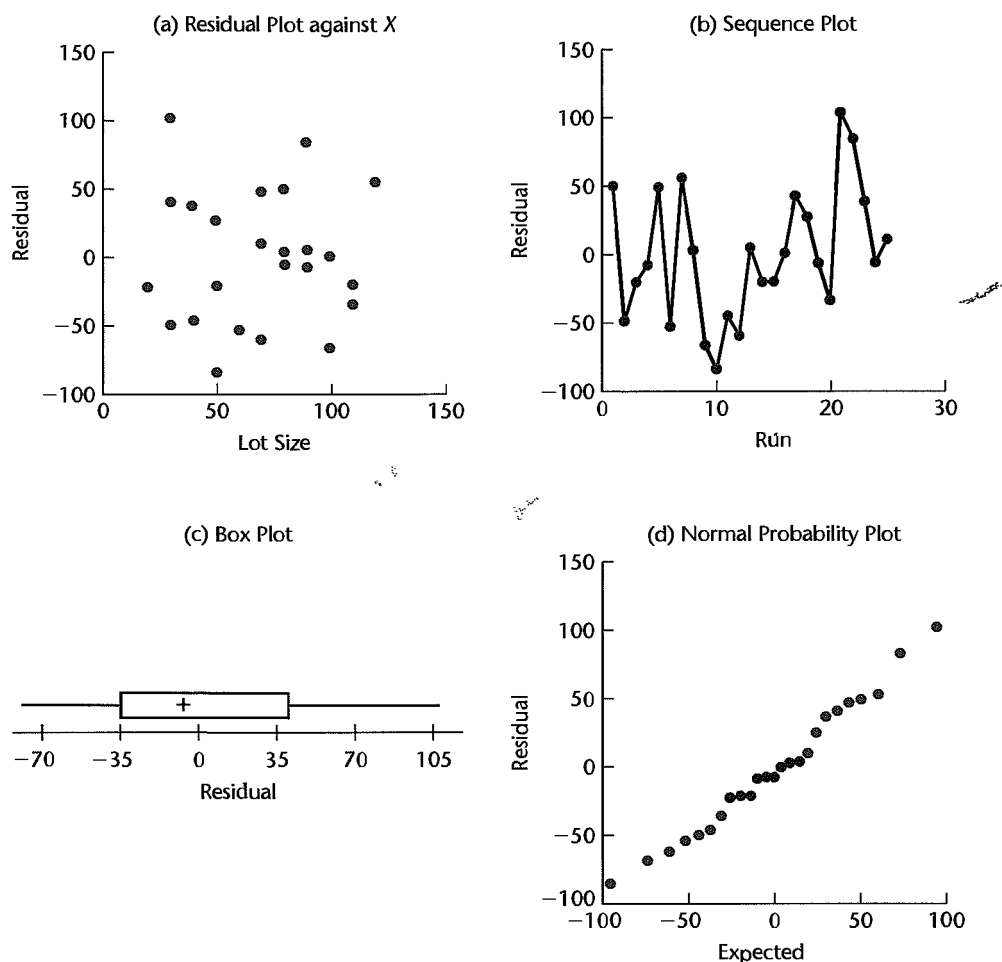 (a) Residual Plot against X
150
100
50
0
−50
−100
Residual
0 50 100 150
Lot Size
(b) Sequence Plot
150
100
50
0
−50
−100
Residual
0 10 20 30
Run
(c) Box Plot
−70 −35 0 35 70 105
Residual
(d) Normal Probability Plot
150
100
50
0
−50
−100
Residual
−100 −50 0 50 100
Expected